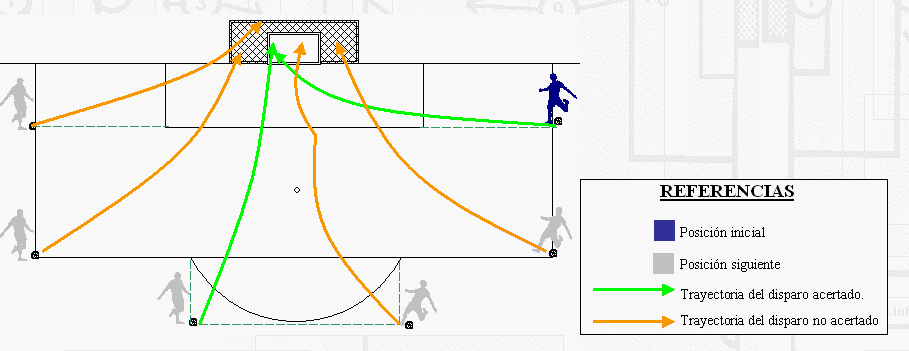 REFERENCIAS
Posición inicial
Posición siguiente
Trayectoria del disparo acertado.
Trayectoria del disparo no acertado